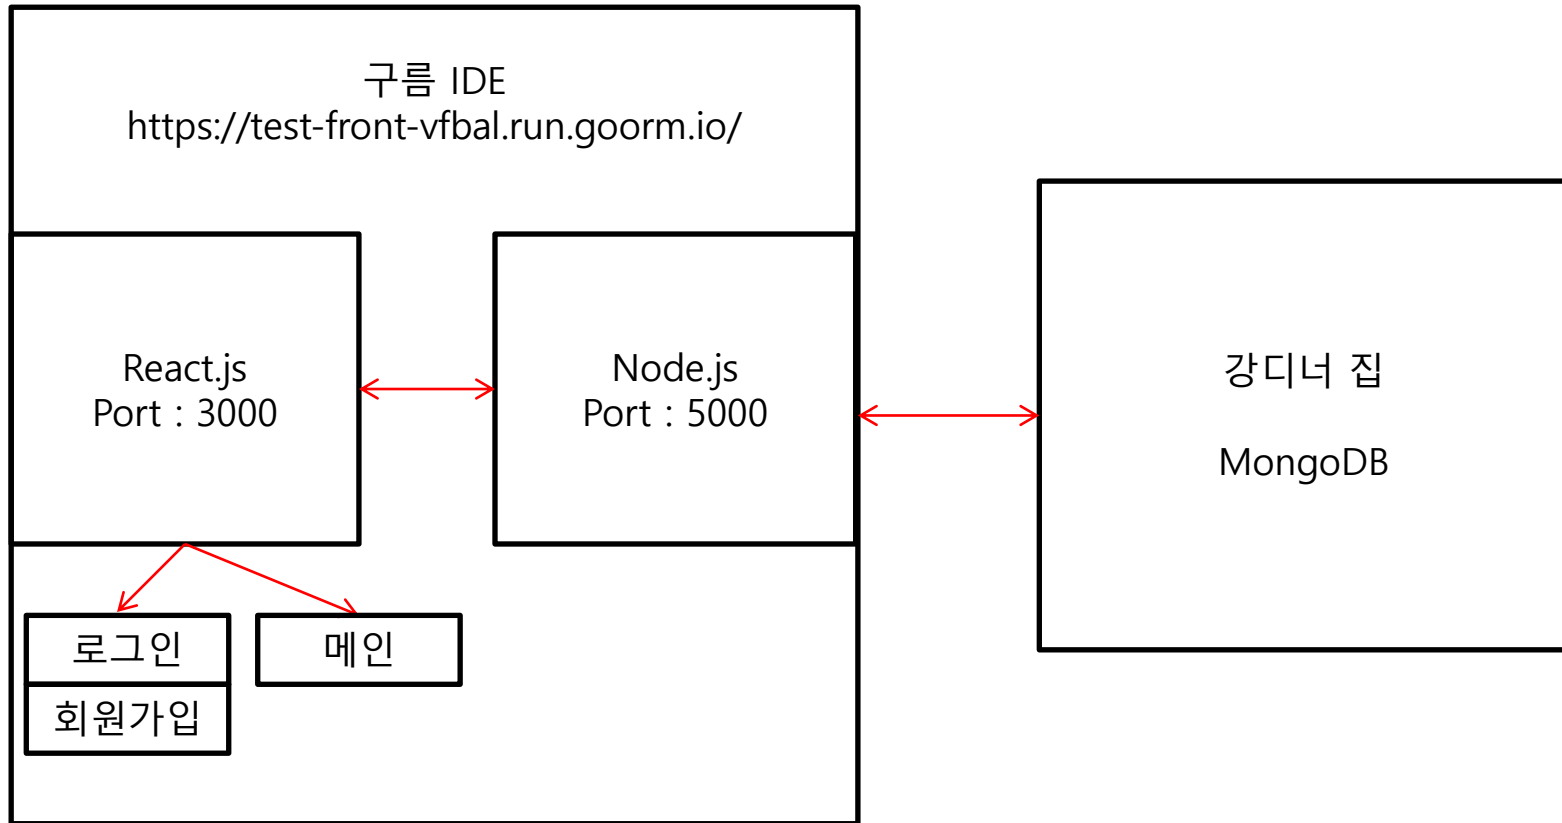 구름 IDE
https://test-front-vfbal.run.goorm.io/
React.js
Port : 3000
Node.js
Port : 5000
강디너 집
MongoDB
로그인
메인
회원가입